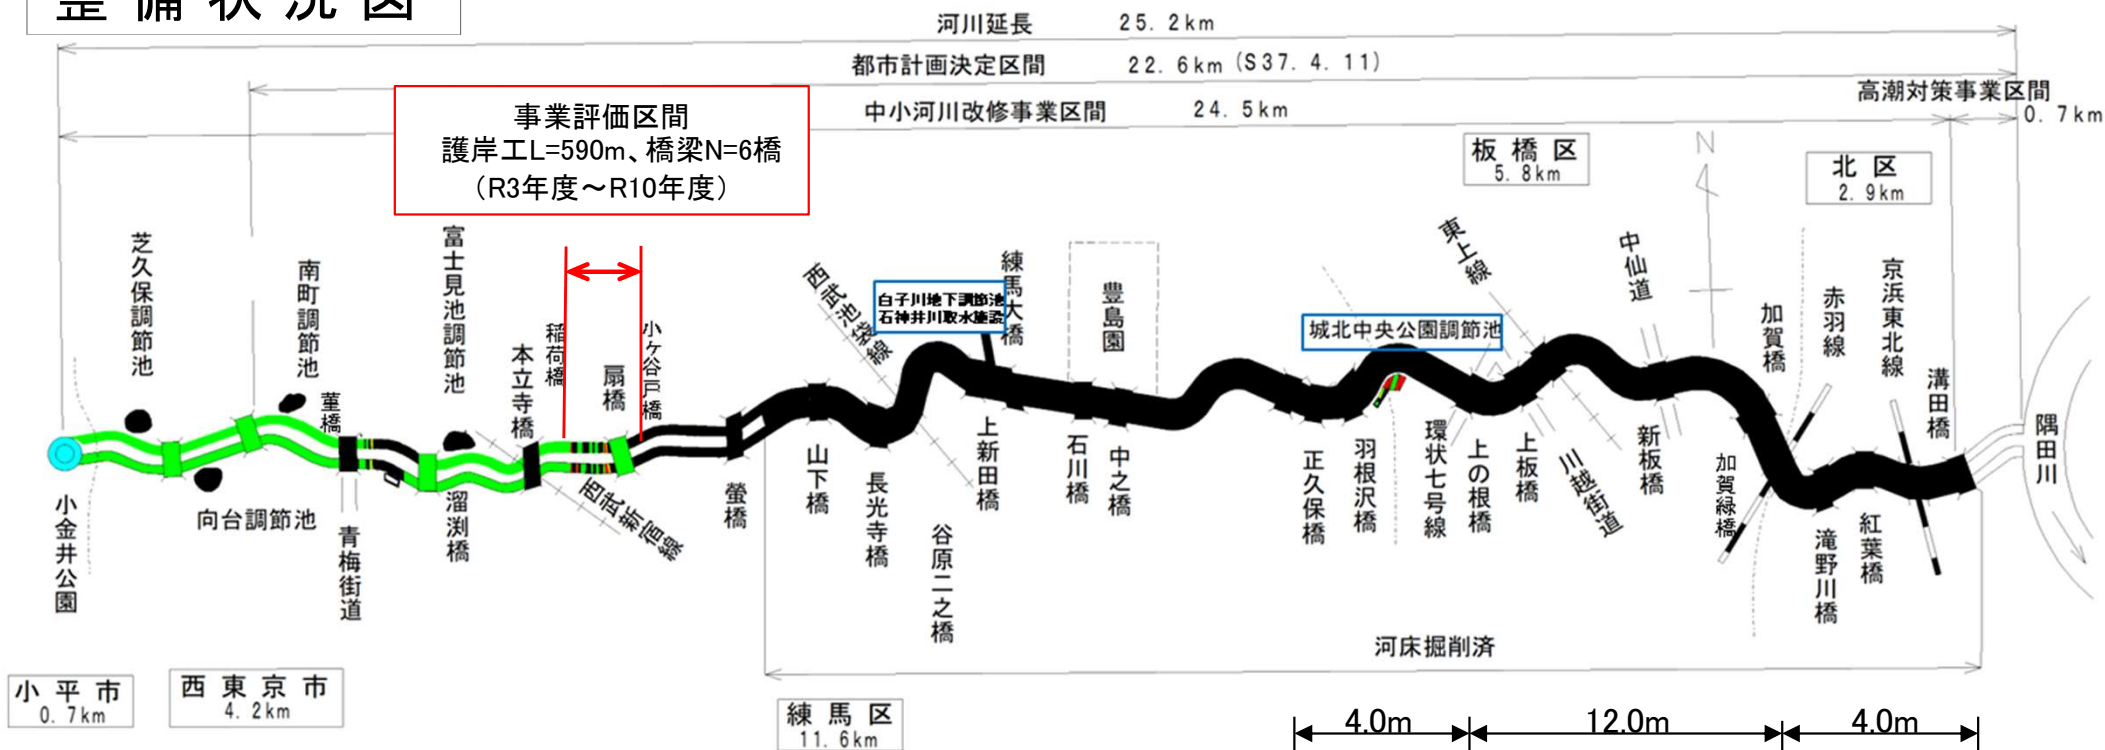 整備状況図
河川延長 25.2km
都市計画決定区間 22.6km (S37.4.11)
高潮対策事業区間
0.7km
中小河川改修事業区間 24.5km
事業評価区間
護岸工L=590m、橋梁N=6橋
（R3年度～R10年度）
板橋区
5.8km
N
北区
2.9km
芝久保調節池
南町調節池
菫橋
富士見池調節池
本立寺橋
稲荷橋
扇橋
小ヶ谷戸橋
西武池袋線
白子川地下調節池
石神井川取水施設
練馬大橋
豊島園
城北中央公園調節池
東上線
中仙道
加賀橋
赤羽線
京浜東北線
溝田橋
隅田川
小金井公園
向台調節池
青梅街道
溜渕橋
西武新宿線
螢橋
山下橋
長光寺橋
谷原二之橋
上新田橋
石川橋
中之橋
正久保橋
羽根沢橋
環状七号線
上の根橋
上板橋
川越街道
新板橋
加賀緑橋
滝野川橋
紅葉橋
河床掘削済
小平市
0.7km
西東京市
4.2km
練馬区
11.6km
4.0m
12.0m
4.0m